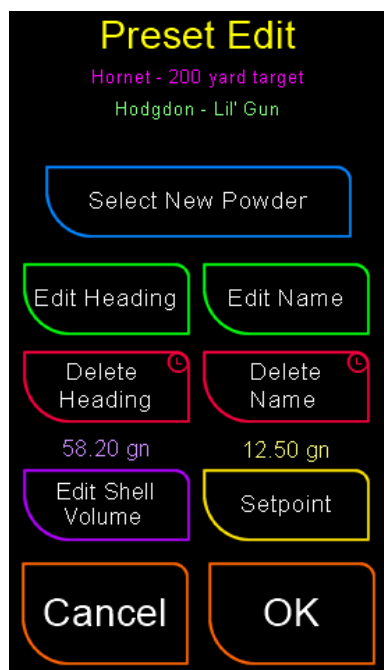 Preset Edit
Hornet - 200 yard target
Hodgdon - Lil' Gun
Select New Powder
Edit Heading
Edit Name
Delete
Heading
Delete
Name
58.20 gn
12.50 gn
Edit Shell
Volume
Setpoint
Cancel
OK